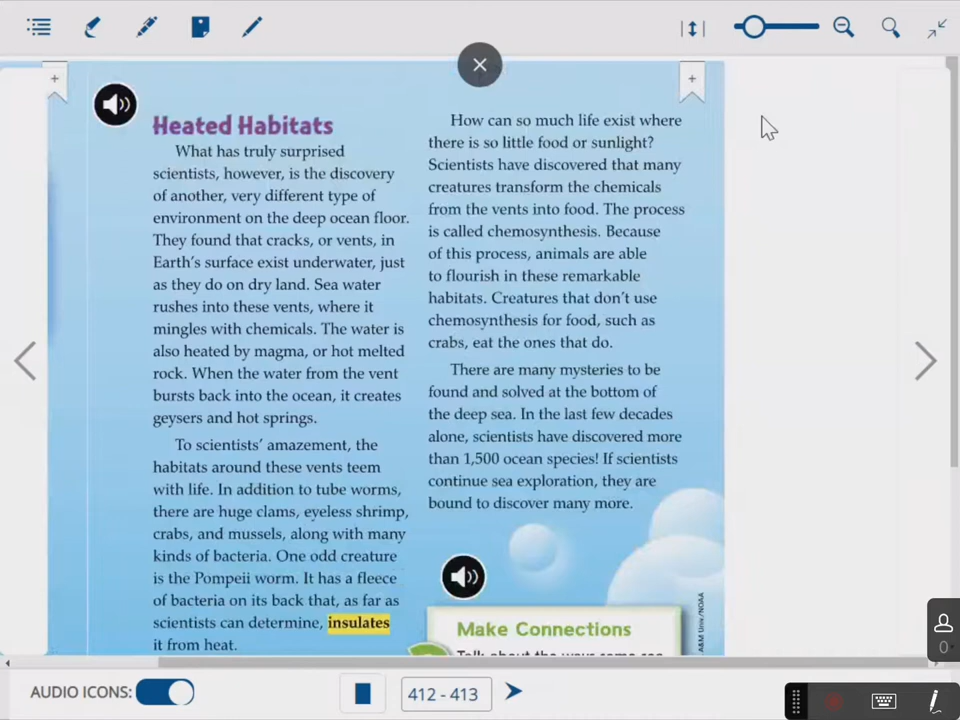 Heated Habitats
What has truly surprised
scientists, however, is the discovery
of another, very different type of
environment on the deep ocean floor.
They found that cracks, or vents, in
Earth's surface exist underwater, just
as they do on dry land. Sea water
rushes into these vents, where it
mingles with chemicals. The water is
also heated by magma, or hot melted
rock. When the water from the vent
bursts back into the ocean, it creates
geysers and hot springs.
To scientists' amazement, the
habitats around these vents teem
with life. In addition to tube worms,
there are huge clams, eyeless shrimp,
crabs, and mussels, along with many
kinds of bacteria. One odd creature
is the Pompeii worm. It has a fleece
of bacteria on its back that, as far as
scientists can determine, insulates
it from heat.
How can so much life exist where
there is so little food or sunlight?
Scientists have discovered that many
creatures transform the chemicals
from the vents into food. The process
is called chemosynthesis. Because
of this process, animals are able
to flourish in these remarkable
habitats. Creatures that don't use
chemosynthesis for food, such as
crabs, eat the ones that do.
There are many mysteries to be
found and solved at the bottom of
the deep sea. In the last few decades
alone, scientists have discovered more
than 1,500 ocean species! If scientists
continue sea exploration, they are
bound to discover many more.
Make Connections
Talk about the ways some sea
A&M Univ./NOAA
0
AUDIO ICONS:
412 - 413